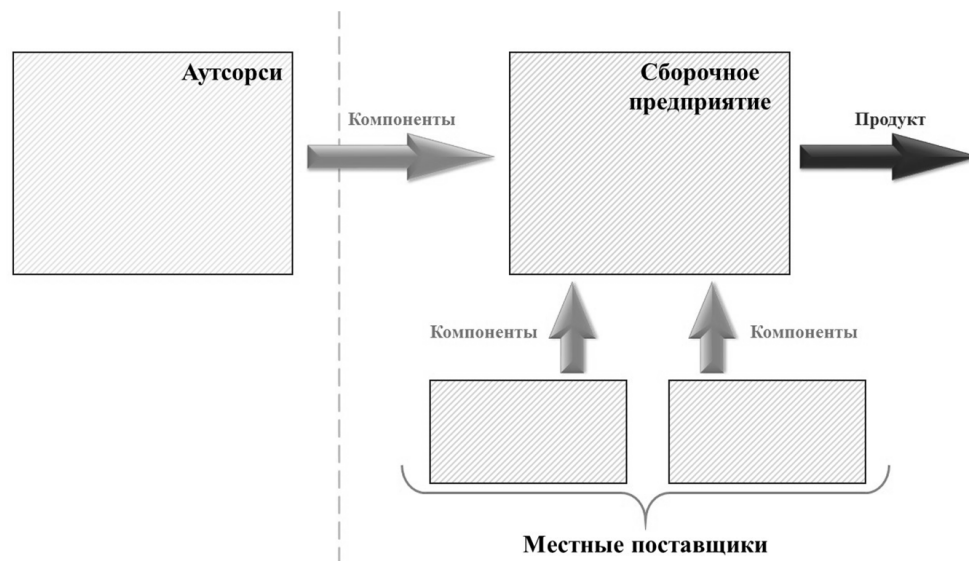 Аутсорси
Сборочное
предприятие
Компоненты
Продукт
Компоненты
Компоненты
Местные поставщики